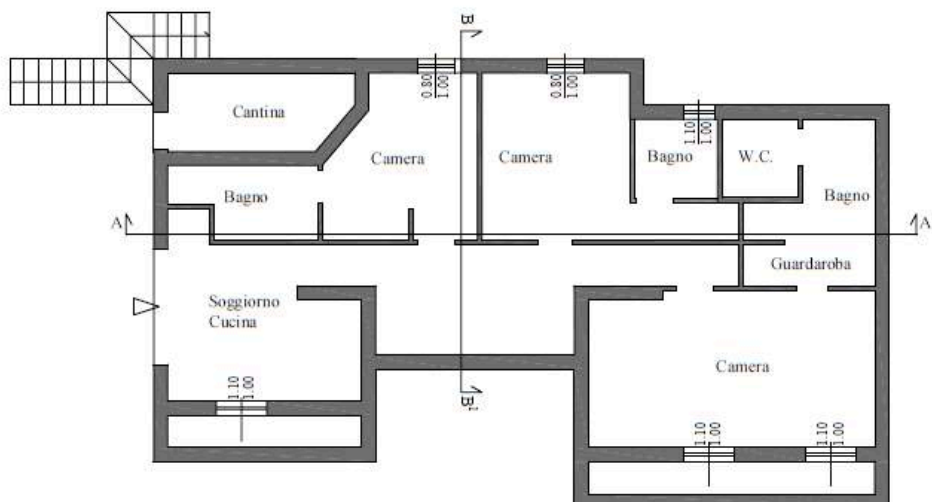 B
0.80
1.00
0.80
1.00
1.10
1.00
Cantina
Camera
Camera
Bagno
W.C.
Bagno
Bagno
A
A
Guardaroba
Soggiorno
Cucina
Camera
1.10
1.00
B'
1.10
1.00
1.10
1.00